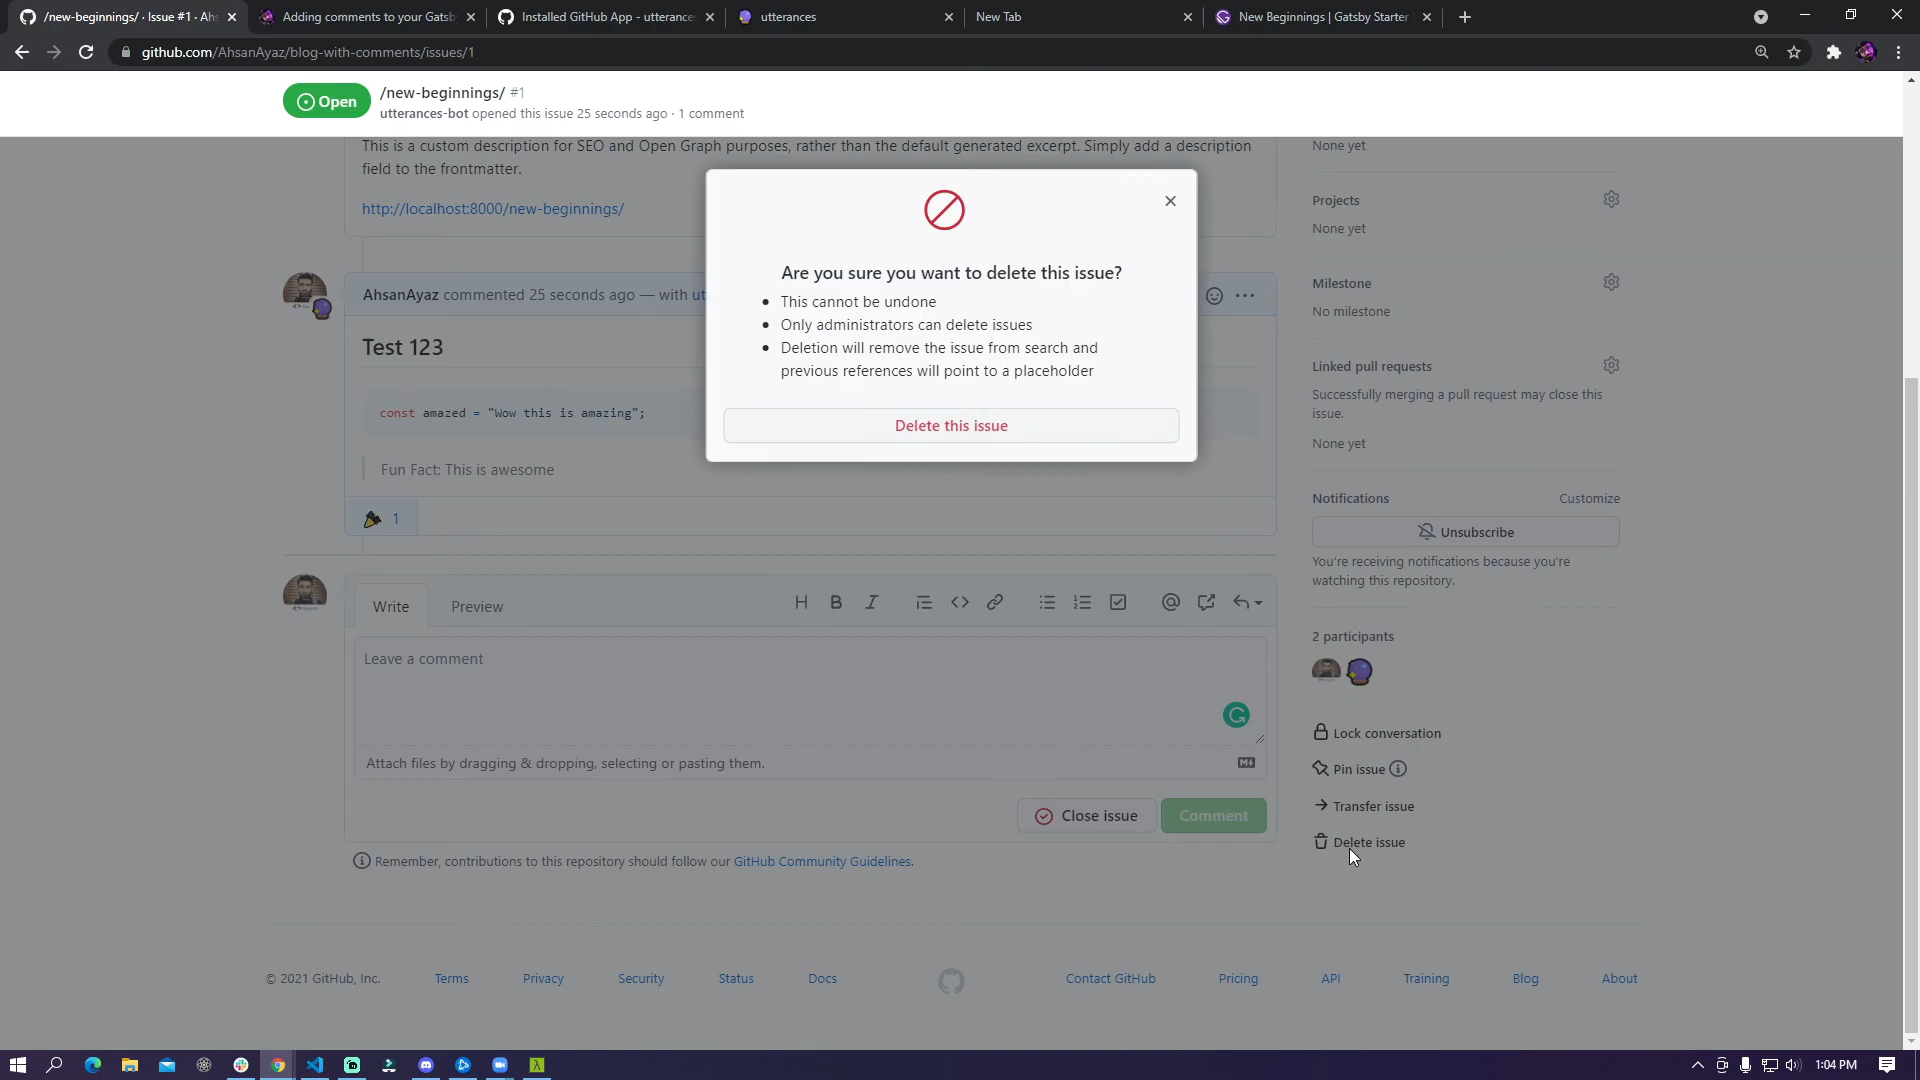 /new-beginnings/ · Issue #1 · Ahs
Adding comments to your Gatsb
Installed GitHub App - utterance
utterances
New Tab
New Beginnings | Gatsby Starter
github.com/AhsanAyaz/blog-with-comments/issues/1
Open
/new-beginnings/ #1
utterances-bot opened this issue 25 seconds ago · 1 comment
This is a custom description for SEO and Open Graph purposes, rather than the default generated excerpt. Simply add a description
field to the frontmatter.
http://localhost:8000/new-beginnings/
AhsanAyaz commented 25 seconds ago — with ut
Test 123
const amazed = "Wow this is amazing";
Fun Fact: This is awesome
1
Are you sure you want to delete this issue?
This cannot be undone
Only administrators can delete issues
Deletion will remove the issue from search and
previous references will point to a placeholder
Delete this issue
Write
Preview
Leave a comment
Attach files by dragging & dropping, selecting or pasting them.
Close issue
Comment
Remember, contributions to this repository should follow our GitHub Community Guidelines.
None yet
Projects
None yet
Milestone
No milestone
Linked pull requests
Successfully merging a pull request may close this
issue.
None yet
Notifications
Customize
Unsubscribe
You're receiving notifications because you're
watching this repository.
2 participants
Lock conversation
Pin issue
Transfer issue
Delete issue
© 2021 GitHub, Inc.
Terms
Privacy
Security
Status
Docs
Contact GitHub
Pricing
API
Training
Blog
About
1:04 PM